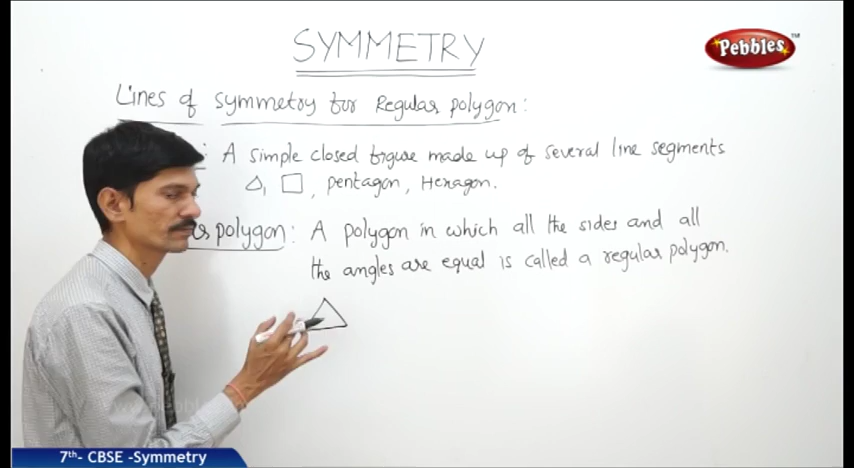 SYMMETRY
Pebbles™
Lines of symmetry for Regular polygon:
: A simple closed figure made up of several line segments
△, □, pentagon, Hexagon.
polygon: A polygon in which all the sides and all
the angles are equal is called a regular polygon.
7th- CBSE -Symmetry